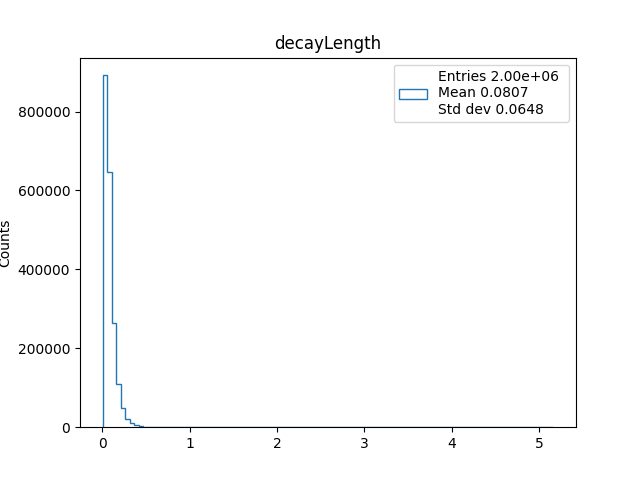 decayLength
Entries 2.00e+06
Mean 0.0807
Std dev 0.0648
Counts
800000
600000
400000
200000
0
0 1 2 3 4 5